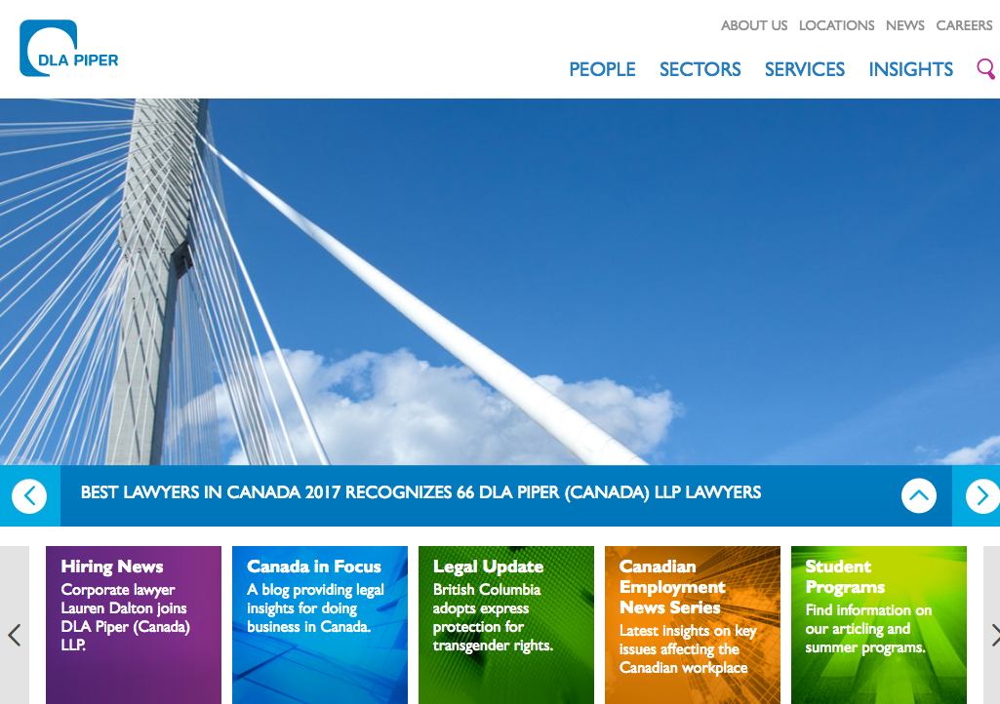 ABOUT US LOCATIONS NEWS CAREERS
DLA PIPER
PEOPLE SECTORS SERVICES INSIGHTS
BEST LAWYERS IN CANADA 2017 RECOGNIZES 66 DLA PIPER (CANADA) LLP LAWYERS
Hiring News
Corporate lawyer
Lauren Dalton joins
DLA Piper (Canada)
LLP.
Canada in Focus
A blog providing legal
insights for doing
business in Canada.
Legal Update
British Columbia
adopts express
protection for
transgender rights.
Canadian
Employment
News Series
Latest insights on key
issues affecting the
Canadian workplace
Student
Programs
Find information on
our articling and
summer programs.